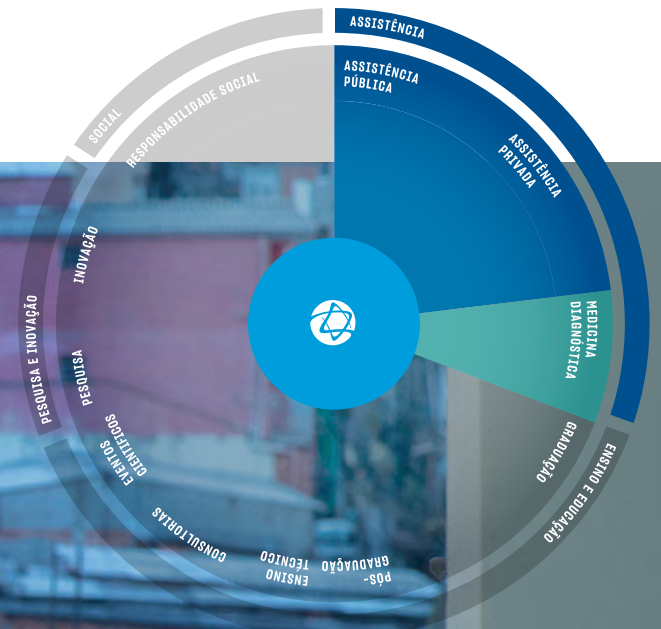 ASSISTÊNCIA
ASSISTÊNCIA
PÚBLICA
ASSISTÊNCIA
PRIVADA
MEDICINA
DIAGNÓSTICA
ENSINO E EDUCAÇÃO
GRADUAÇÃO
PÓS-
GRADUAÇÃO
ENSINO
TÉCNICO
CONSULTORIAS
EVENTOS
CIENTIFICOS
PESQUISA E INOVAÇÃO
PESQUISA
INOVAÇÃO
SOCIAL
RESPONSABILIDADE SOCIAL